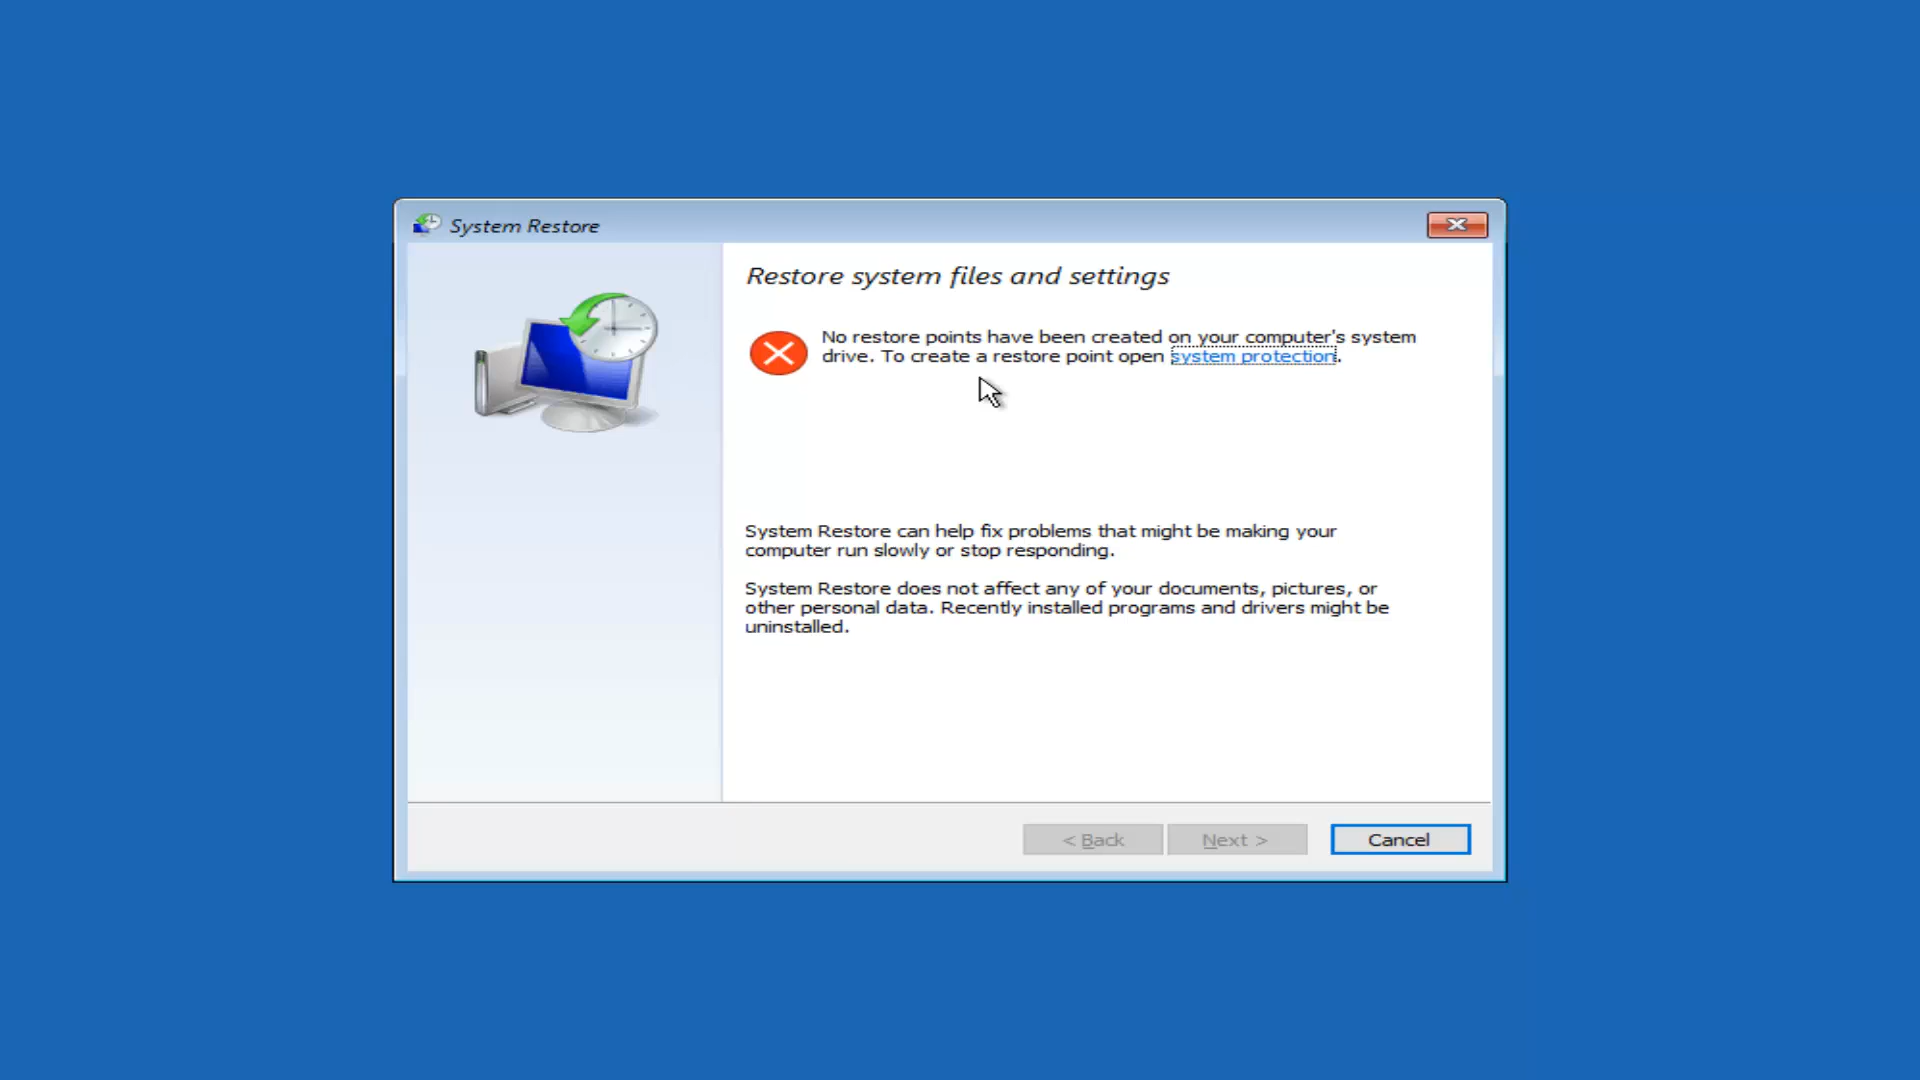 System Restore
Restore system files and settings
No restore points have been created on your computer's system
drive. To create a restore point open system protection.
System Restore can help fix problems that might be making your
computer run slowly or stop responding.
System Restore does not affect any of your documents, pictures, or
other personal data. Recently installed programs and drivers might be
uninstalled.
< Back Next > Cancel